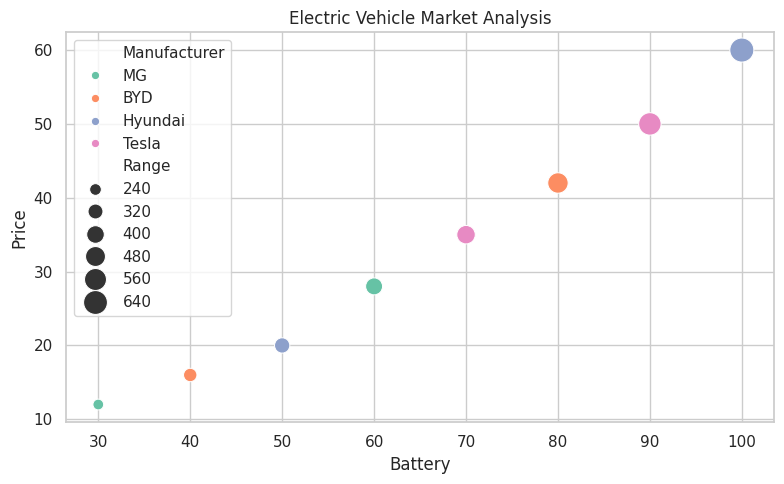 Electric Vehicle Market Analysis
Manufacturer
MG
BYD
Hyundai
Tesla
Range
240
320
400
480
560
640
Price
60
50
40
30
20
10
30 40 50 60 70 80 90 100
Battery